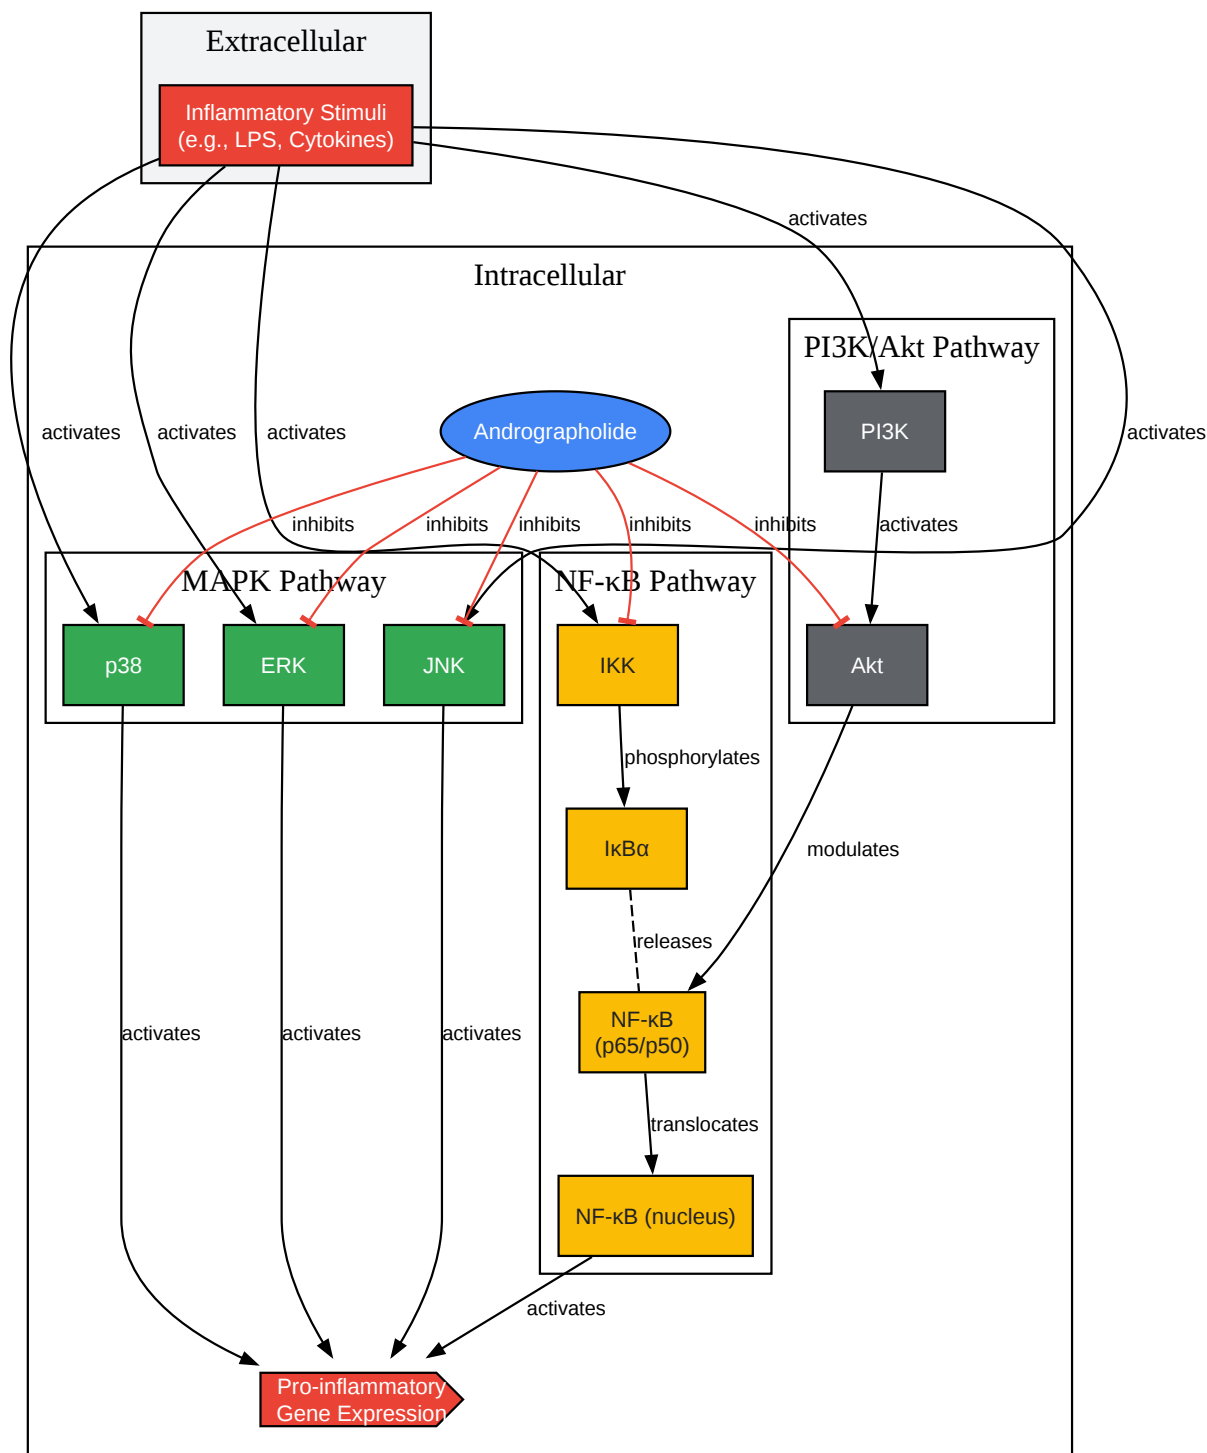 Extracellular
Inflammatory Stimuli
(e.g., LPS, Cytokines)
activates
Intracellular
PI3K/Akt Pathway
activates
activates
activates
Andrographolide
PI3K
activates
inhibits
inhibits
inhibits
inhibits
inhibits
activates
MAPK Pathway
NF-κB Pathway
p38
ERK
JNK
IKK
Akt
phosphorylates
IκBα
modulates
releases
NF-κB
(p65/p50)
activates
activates
activates
translocates
NF-κB (nucleus)
activates
Pro-inflammatory
Gene Expression